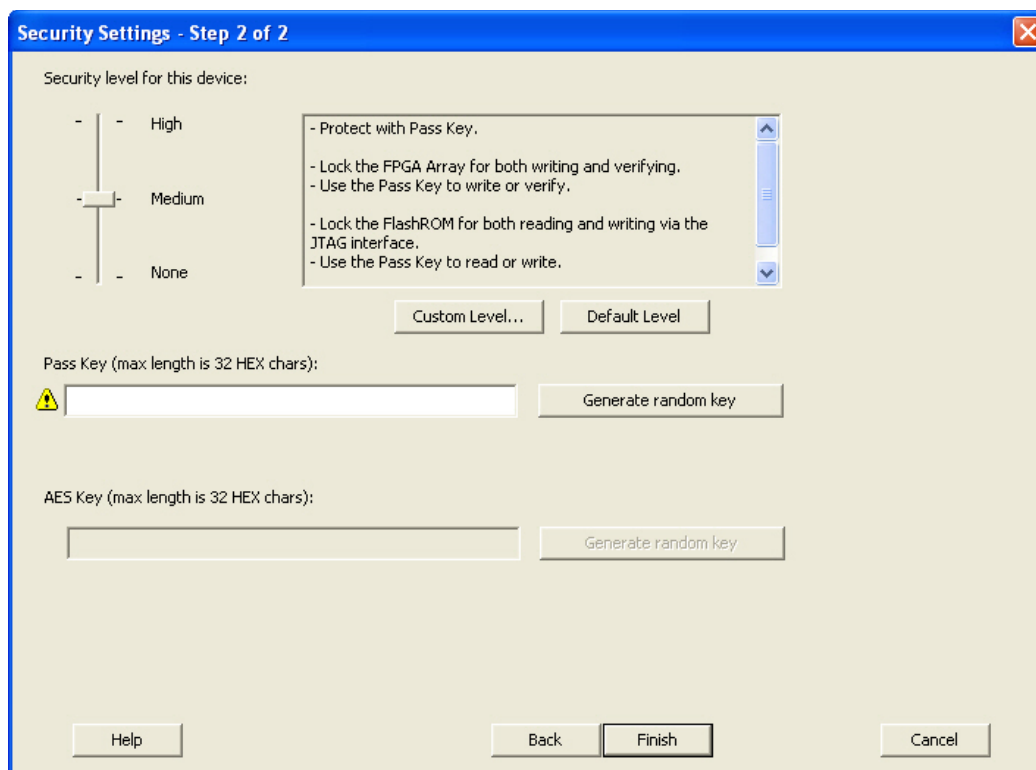 Security Settings - Step 2 of 2
Security level for this device:
High
Medium
None
- Protect with Pass Key.
- Lock the FPGA Array for both writing and verifying.
- Use the Pass Key to write or verify.
- Lock the FlashROM for both reading and writing via the
JTAG interface.
- Use the Pass Key to read or write.
Custom Level...
Default Level
Pass Key (max length is 32 HEX chars):
Generate random key
AES Key (max length is 32 HEX chars):
Generate random key
Help
Back
Finish
Cancel